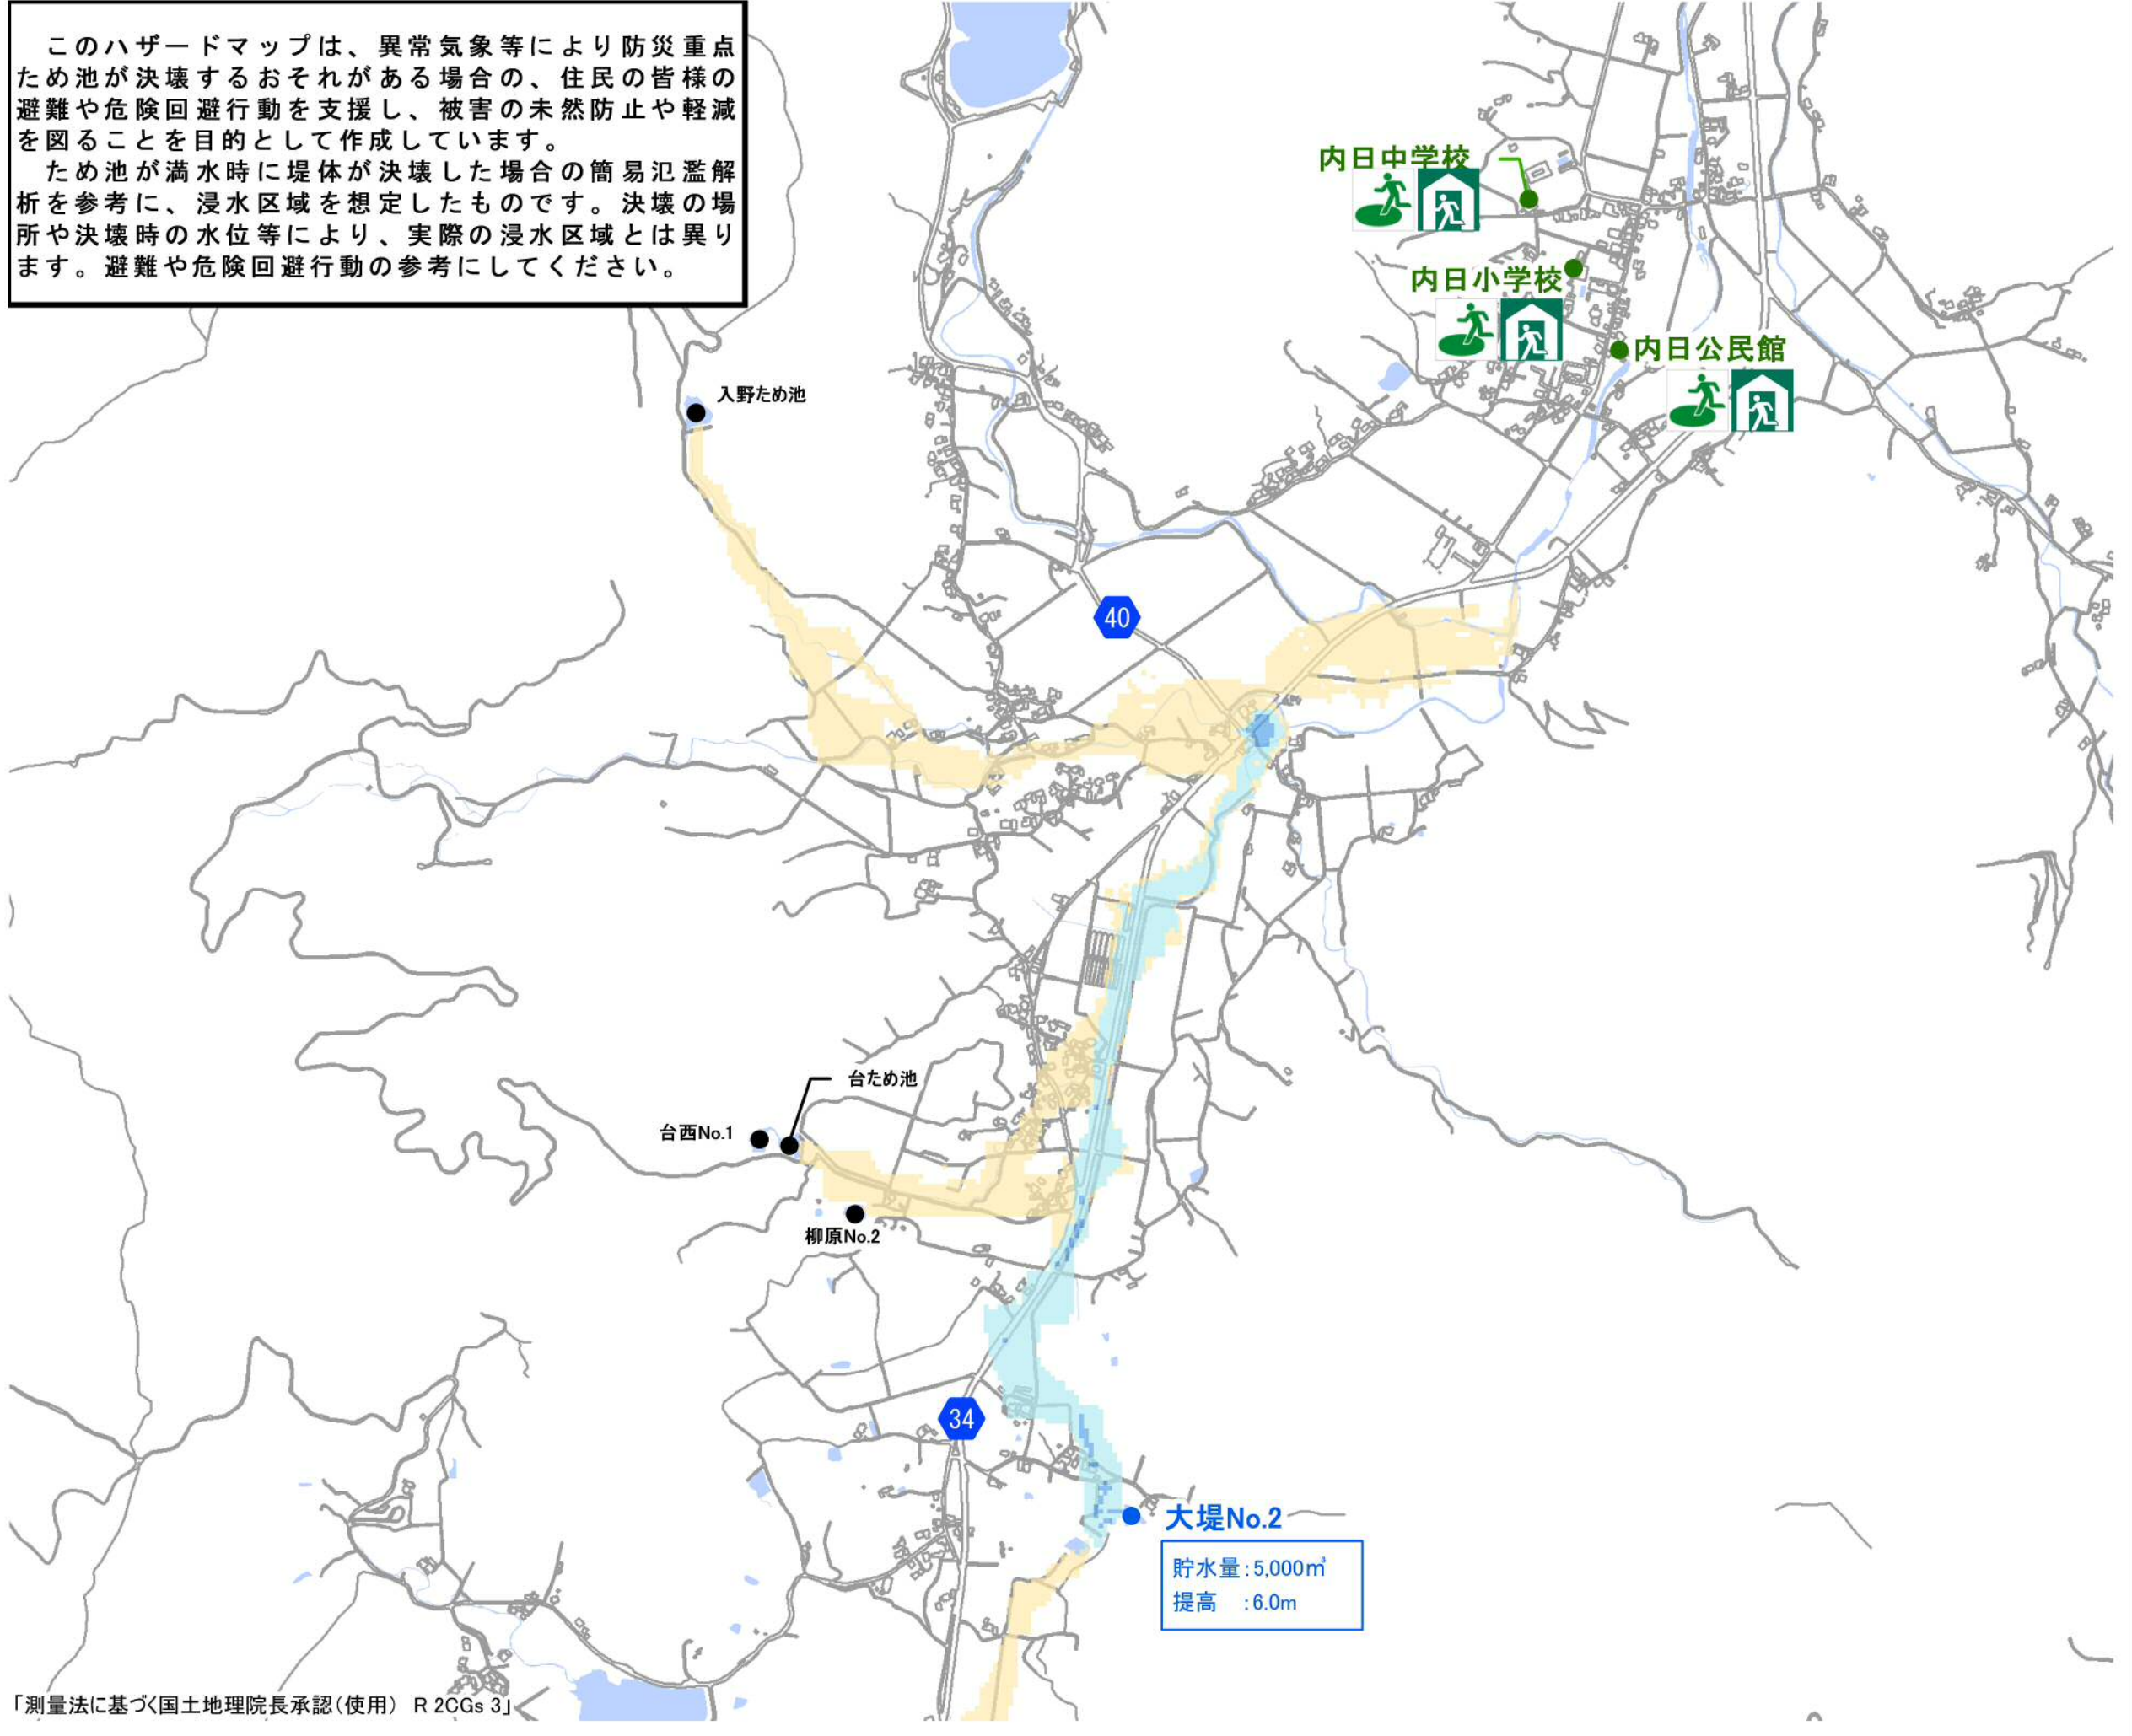 このハザードマップは、異常気象等により防災重点
ため池が決壊するおそれがある場合の、住民の皆様の
避難や危険回避行動を支援し、被害の未然防止や軽減
を図ることを目的として作成しています。
ため池が満水時に堤体が決壊した場合の簡易氾濫解
析を参考に、浸水区域を想定したものです。決壊の場
所や決壊時の水位等により、実際の浸水区域とは異り
ます。避難や危険回避行動の参考にしてください。
内日中学校
内日小学校
内日公民館
入野ため池
40
台ため池
台西No.1
柳原No.2
34
大堤No.2
貯水量:5,000㎥
提高 :6.0m
「測量法に基づく国土地理院長承認(使用) R 2CGs 3」